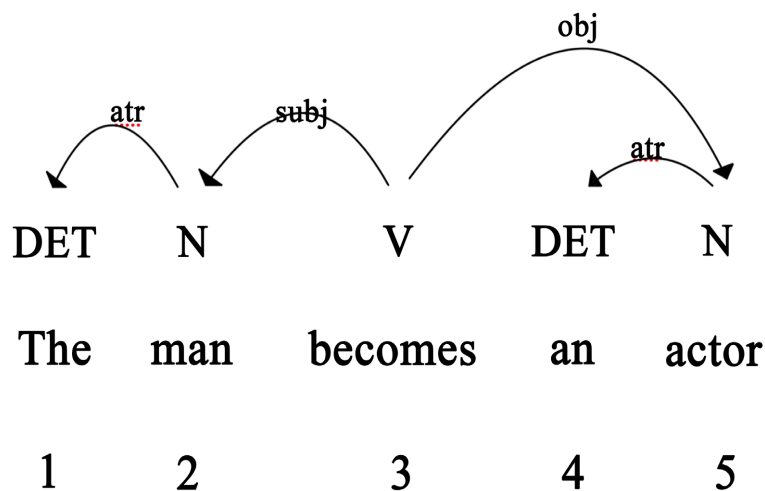 obj
atr subj
atr
DET N V DET N
The man becomes an actor
1 2 3 4 5